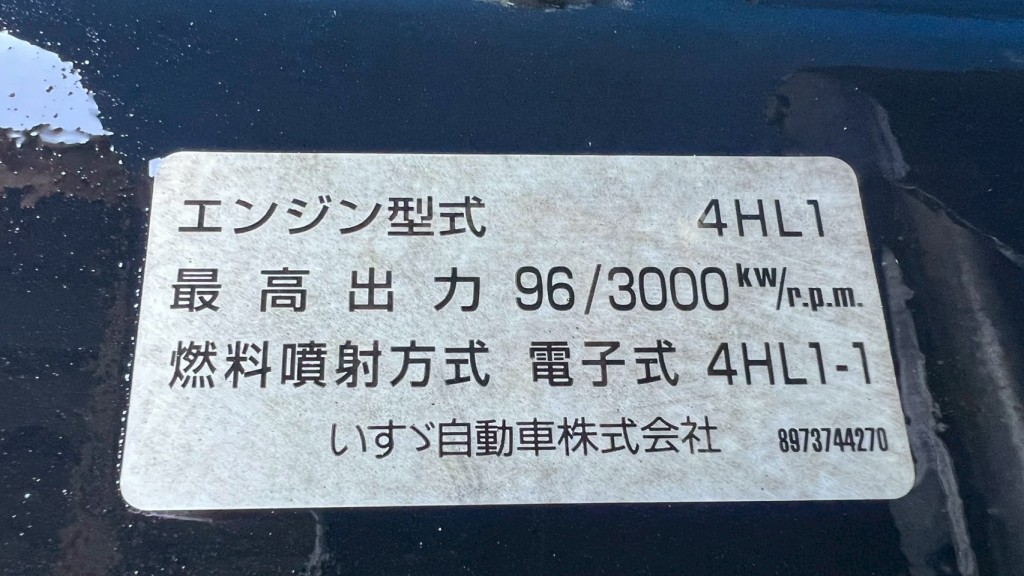 エンジン型式 4HL1
最高出力 96/3000 kw/r.p.m.
燃料噴射方式 電子式 4HL1-1
いすゞ自動車株式会社 8973744270